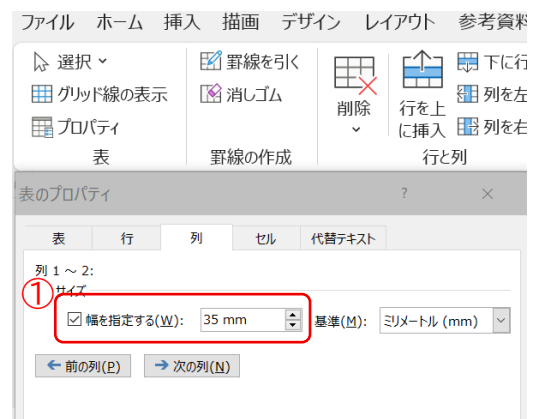 ファイル ホーム 挿入 描画 デザイン レイアウト 参考資料
選択
グリッド線の表示
プロパティ
表
罫線を引く
消しゴム
罫線の作成
削除
行を上
に挿入
下に行
列を左
列を右
行と列
表のプロパティ ? ×
表 行 列 セル 代替テキスト
列 1 ~ 2:
サイズ
①
幅を指定する(W): 35 mm 基準(M): ミリメートル (mm)
前の列(P) 次の列(N)